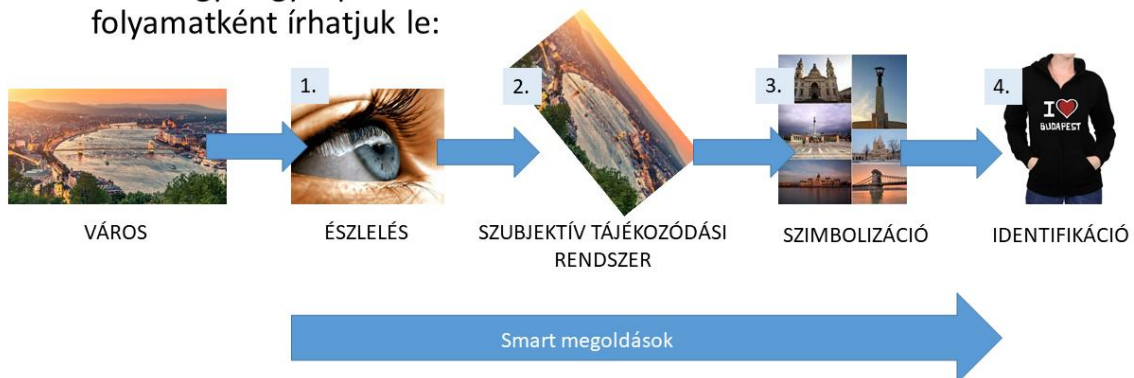 folyamatként írhatjuk le:
1.
2.
3.
4.
I
BUDAPEST
VÁROS
ÉSZLELÉS
SZUBJEKTÍV TÁJÉKOZÓDÁSI
RENDSZER
SZIMBOLIZÁCIÓ
IDENTIFIKÁCIÓ
Smart megoldások